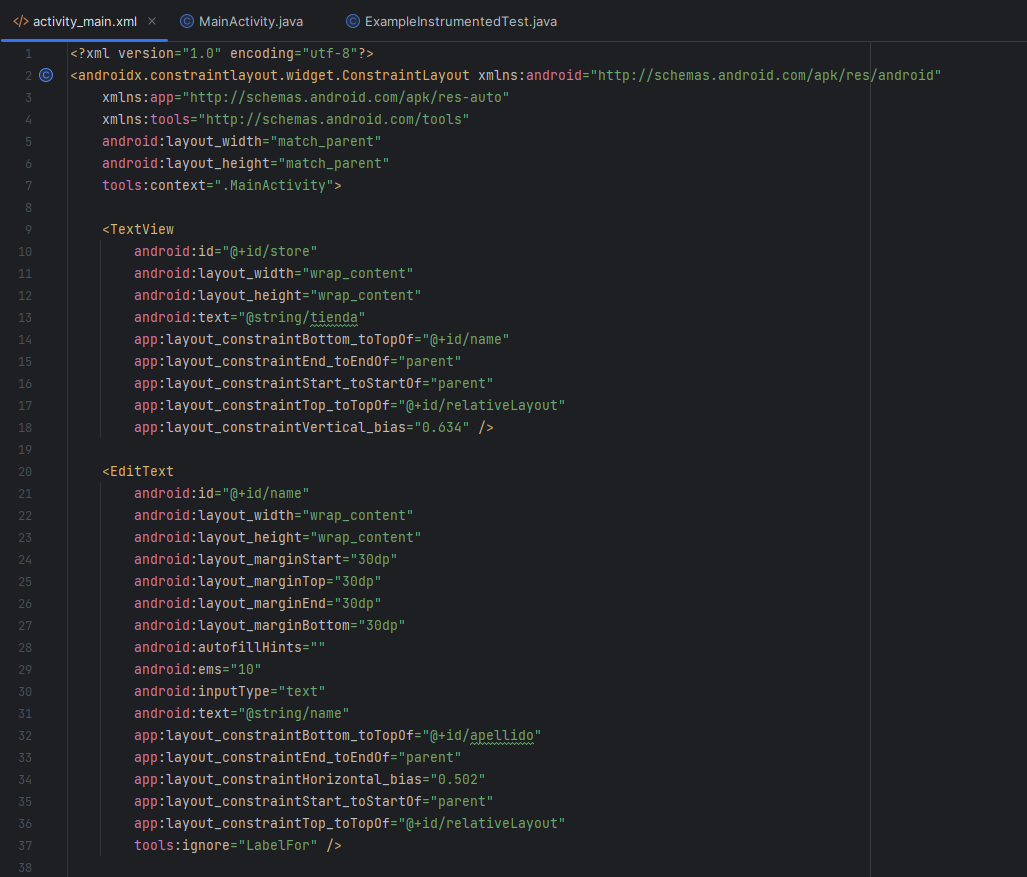 </> activity_main.xml × © MainActivity.java © ExampleInstrumentedTest.java
1 <?xml version="1.0" encoding="utf-8"?>
2 © <androidx.constraintlayout.widget.ConstraintLayout xmlns:android="http://schemas.android.com/apk/res/android"
3 xmlns:app="http://schemas.android.com/apk/res-auto"
4 xmlns:tools="http://schemas.android.com/tools"
5 android:layout_width="match_parent"
6 android:layout_height="match_parent"
7 tools:context=".MainActivity">
8
9 <TextView
10 android:id="@+id/store"
11 android:layout_width="wrap_content"
12 android:layout_height="wrap_content"
13 android:text="@string/tienda"
14 app:layout_constraintBottom_toTopOf="@+id/name"
15 app:layout_constraintEnd_toEndOf="parent"
16 app:layout_constraintStart_toStartOf="parent"
17 app:layout_constraintTop_toTopOf="@+id/relativeLayout"
18 app:layout_constraintVertical_bias="0.634" />
19
20 <EditText
21 android:id="@+id/name"
22 android:layout_width="wrap_content"
23 android:layout_height="wrap_content"
24 android:layout_marginStart="30dp"
25 android:layout_marginTop="30dp"
26 android:layout_marginEnd="30dp"
27 android:layout_marginBottom="30dp"
28 android:autofillHints=""
29 android:ems="10"
30 android:inputType="text"
31 android:text="@string/name"
32 app:layout_constraintBottom_toTopOf="@+id/apellido"
33 app:layout_constraintEnd_toEndOf="parent"
34 app:layout_constraintHorizontal_bias="0.502"
35 app:layout_constraintStart_toStartOf="parent"
36 app:layout_constraintTop_toTopOf="@+id/relativeLayout"
37 tools:ignore="LabelFor" />
38